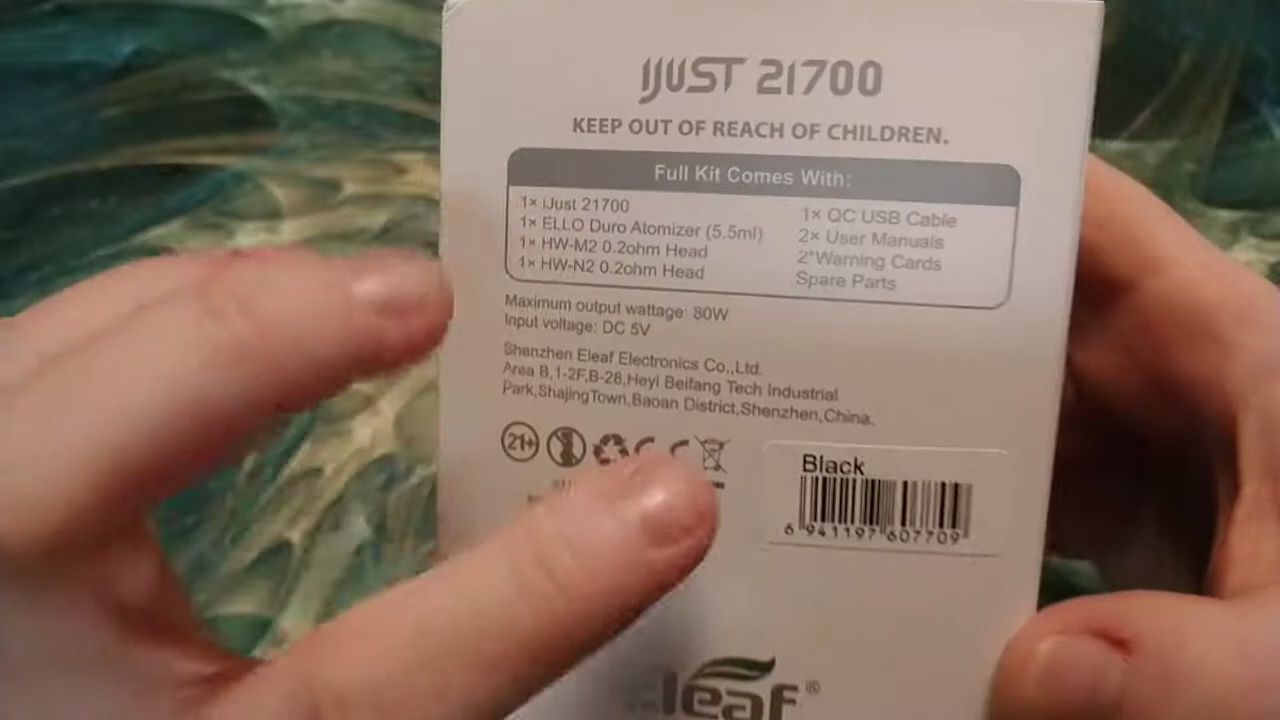 IJUST 21700
KEEP OUT OF REACH OF CHILDREN.
Full Kit Comes With:
1× iJust 21700
1× ELLO Duro Atomizer (5.5ml)
1× HW-M2 0.2ohm Head
1× HW-N2 0.2ohm Head
1× QC USB Cable
2× User Manuals
2*Warning Cards
Spare Parts
Maximum output wattage: 80W
Input voltage: DC 5V
Shenzhen Eleaf Electronics Co.,Ltd.
Area B,1-2F,B-28,Heyi Beifang Tech Industrial
Park,ShajingTown,Baoan District,Shenzhen,China.
21+
Black
6 941197 607709
Eleaf®